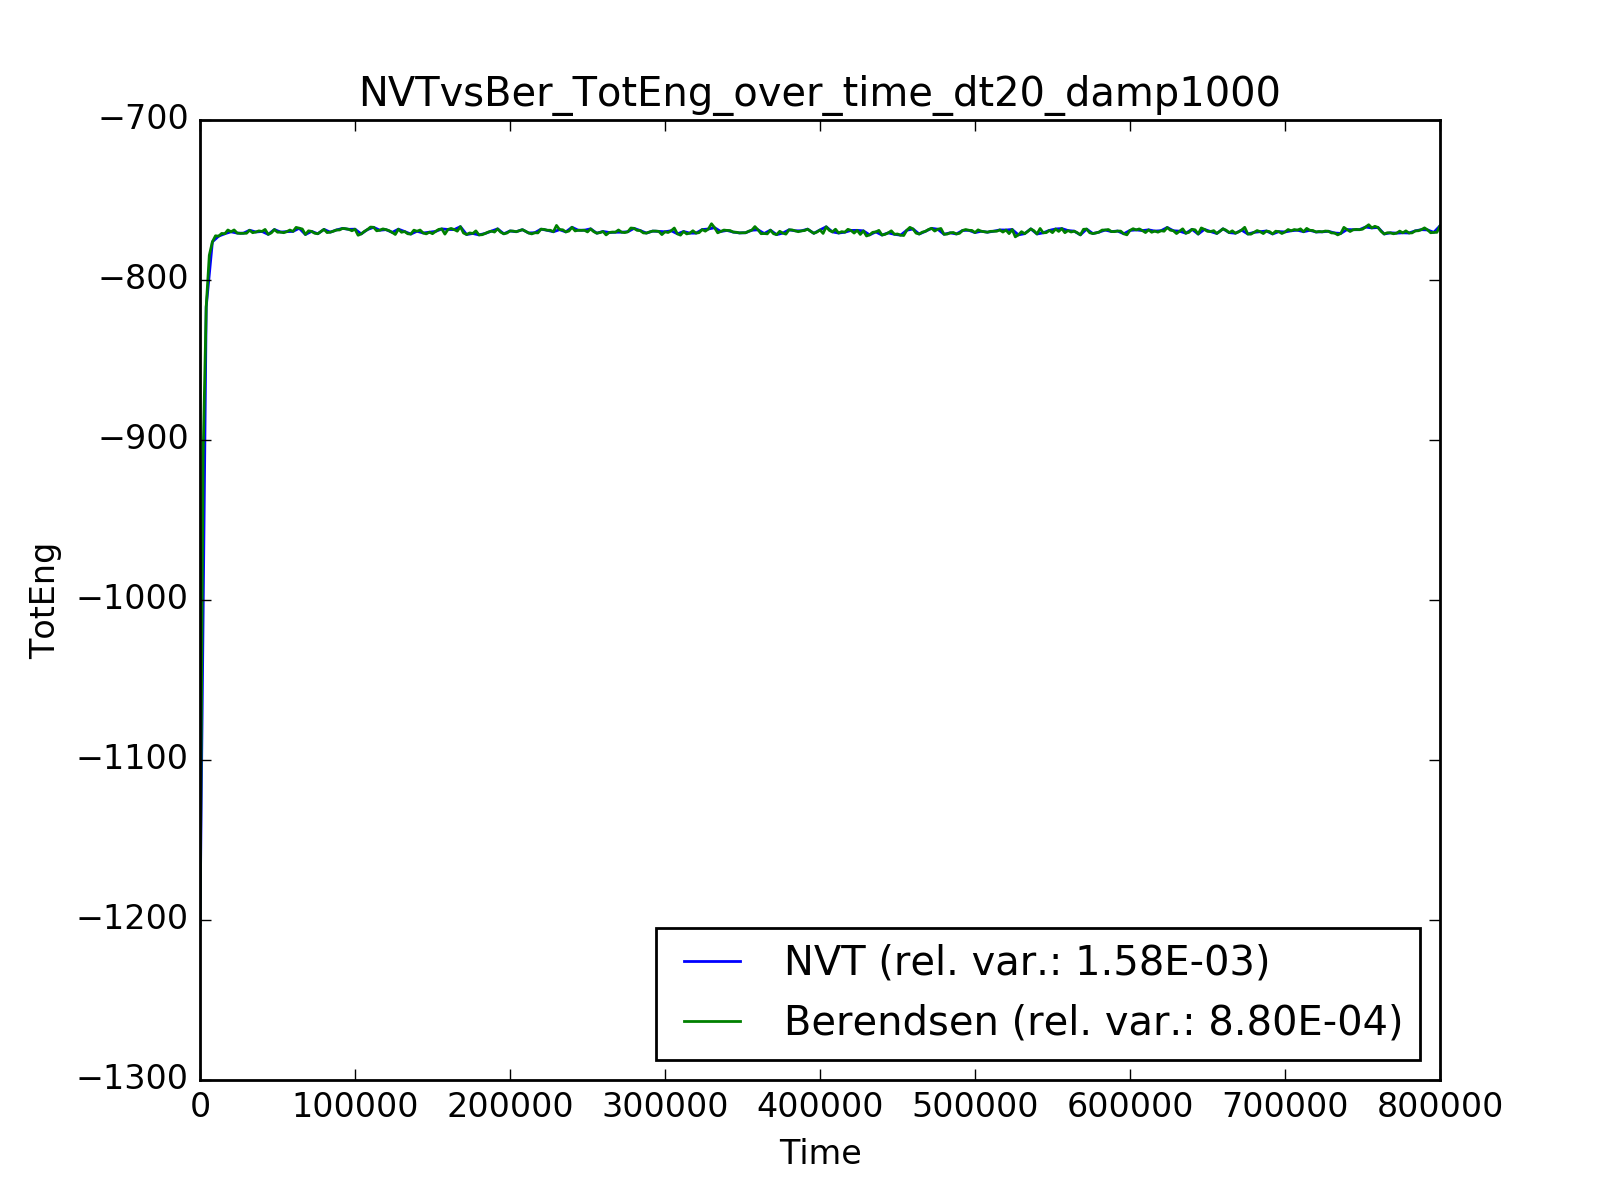 NVTvsBer_TotEng_over_time_dt20_damp1000
−700
−800
−900
−1000
−1100
−1200
−1300
TotEng
NVT (rel. var.: 1.58E-03)
Berendsen (rel. var.: 8.80E-04)
0 100000 200000 300000 400000 500000 600000 700000 800000
Time